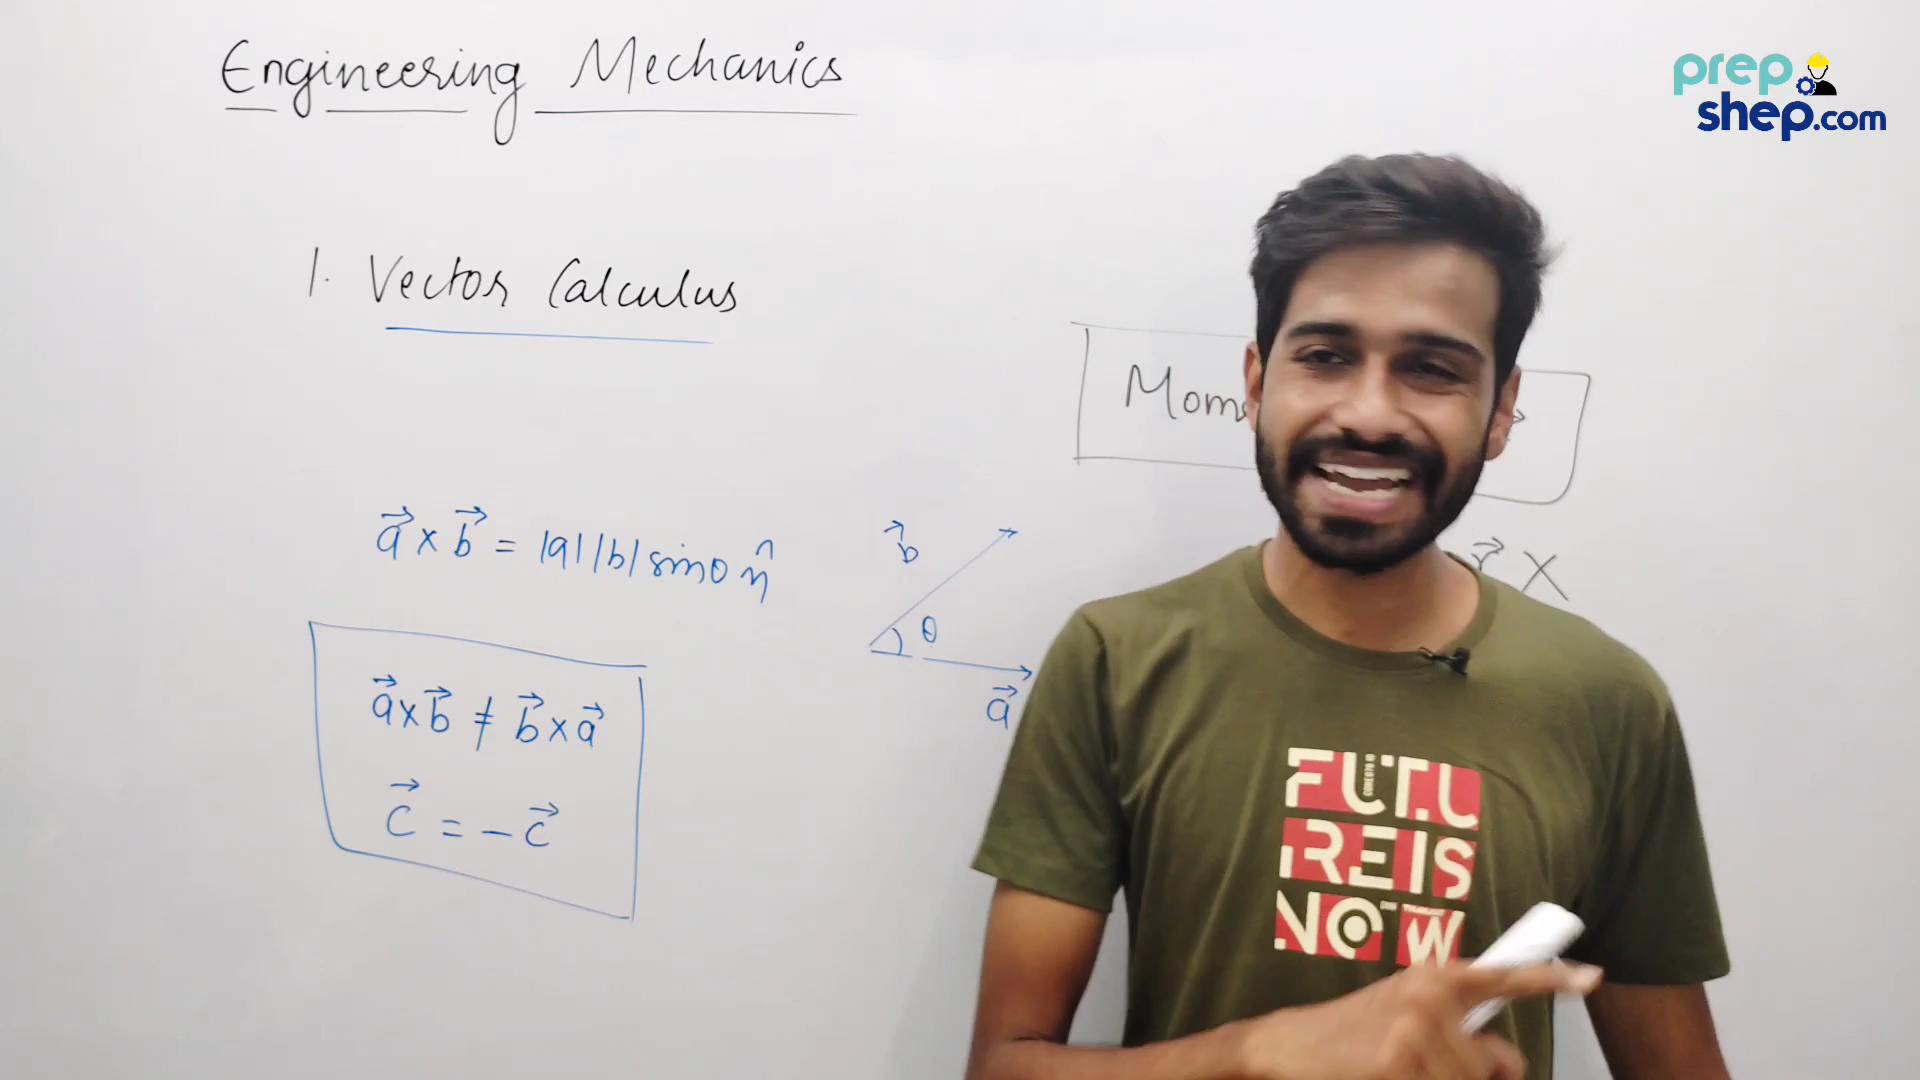 Engineering Mechanics
prep
shep.com
1. Vector Calculus
a⃗ × b⃗ = |a||b| sinθ n̂
b⃗
θ
a⃗
r⃗ ×
a⃗×b⃗ ≠ b⃗×a⃗
c⃗ = -c⃗
FUTU
RE IS
NOW